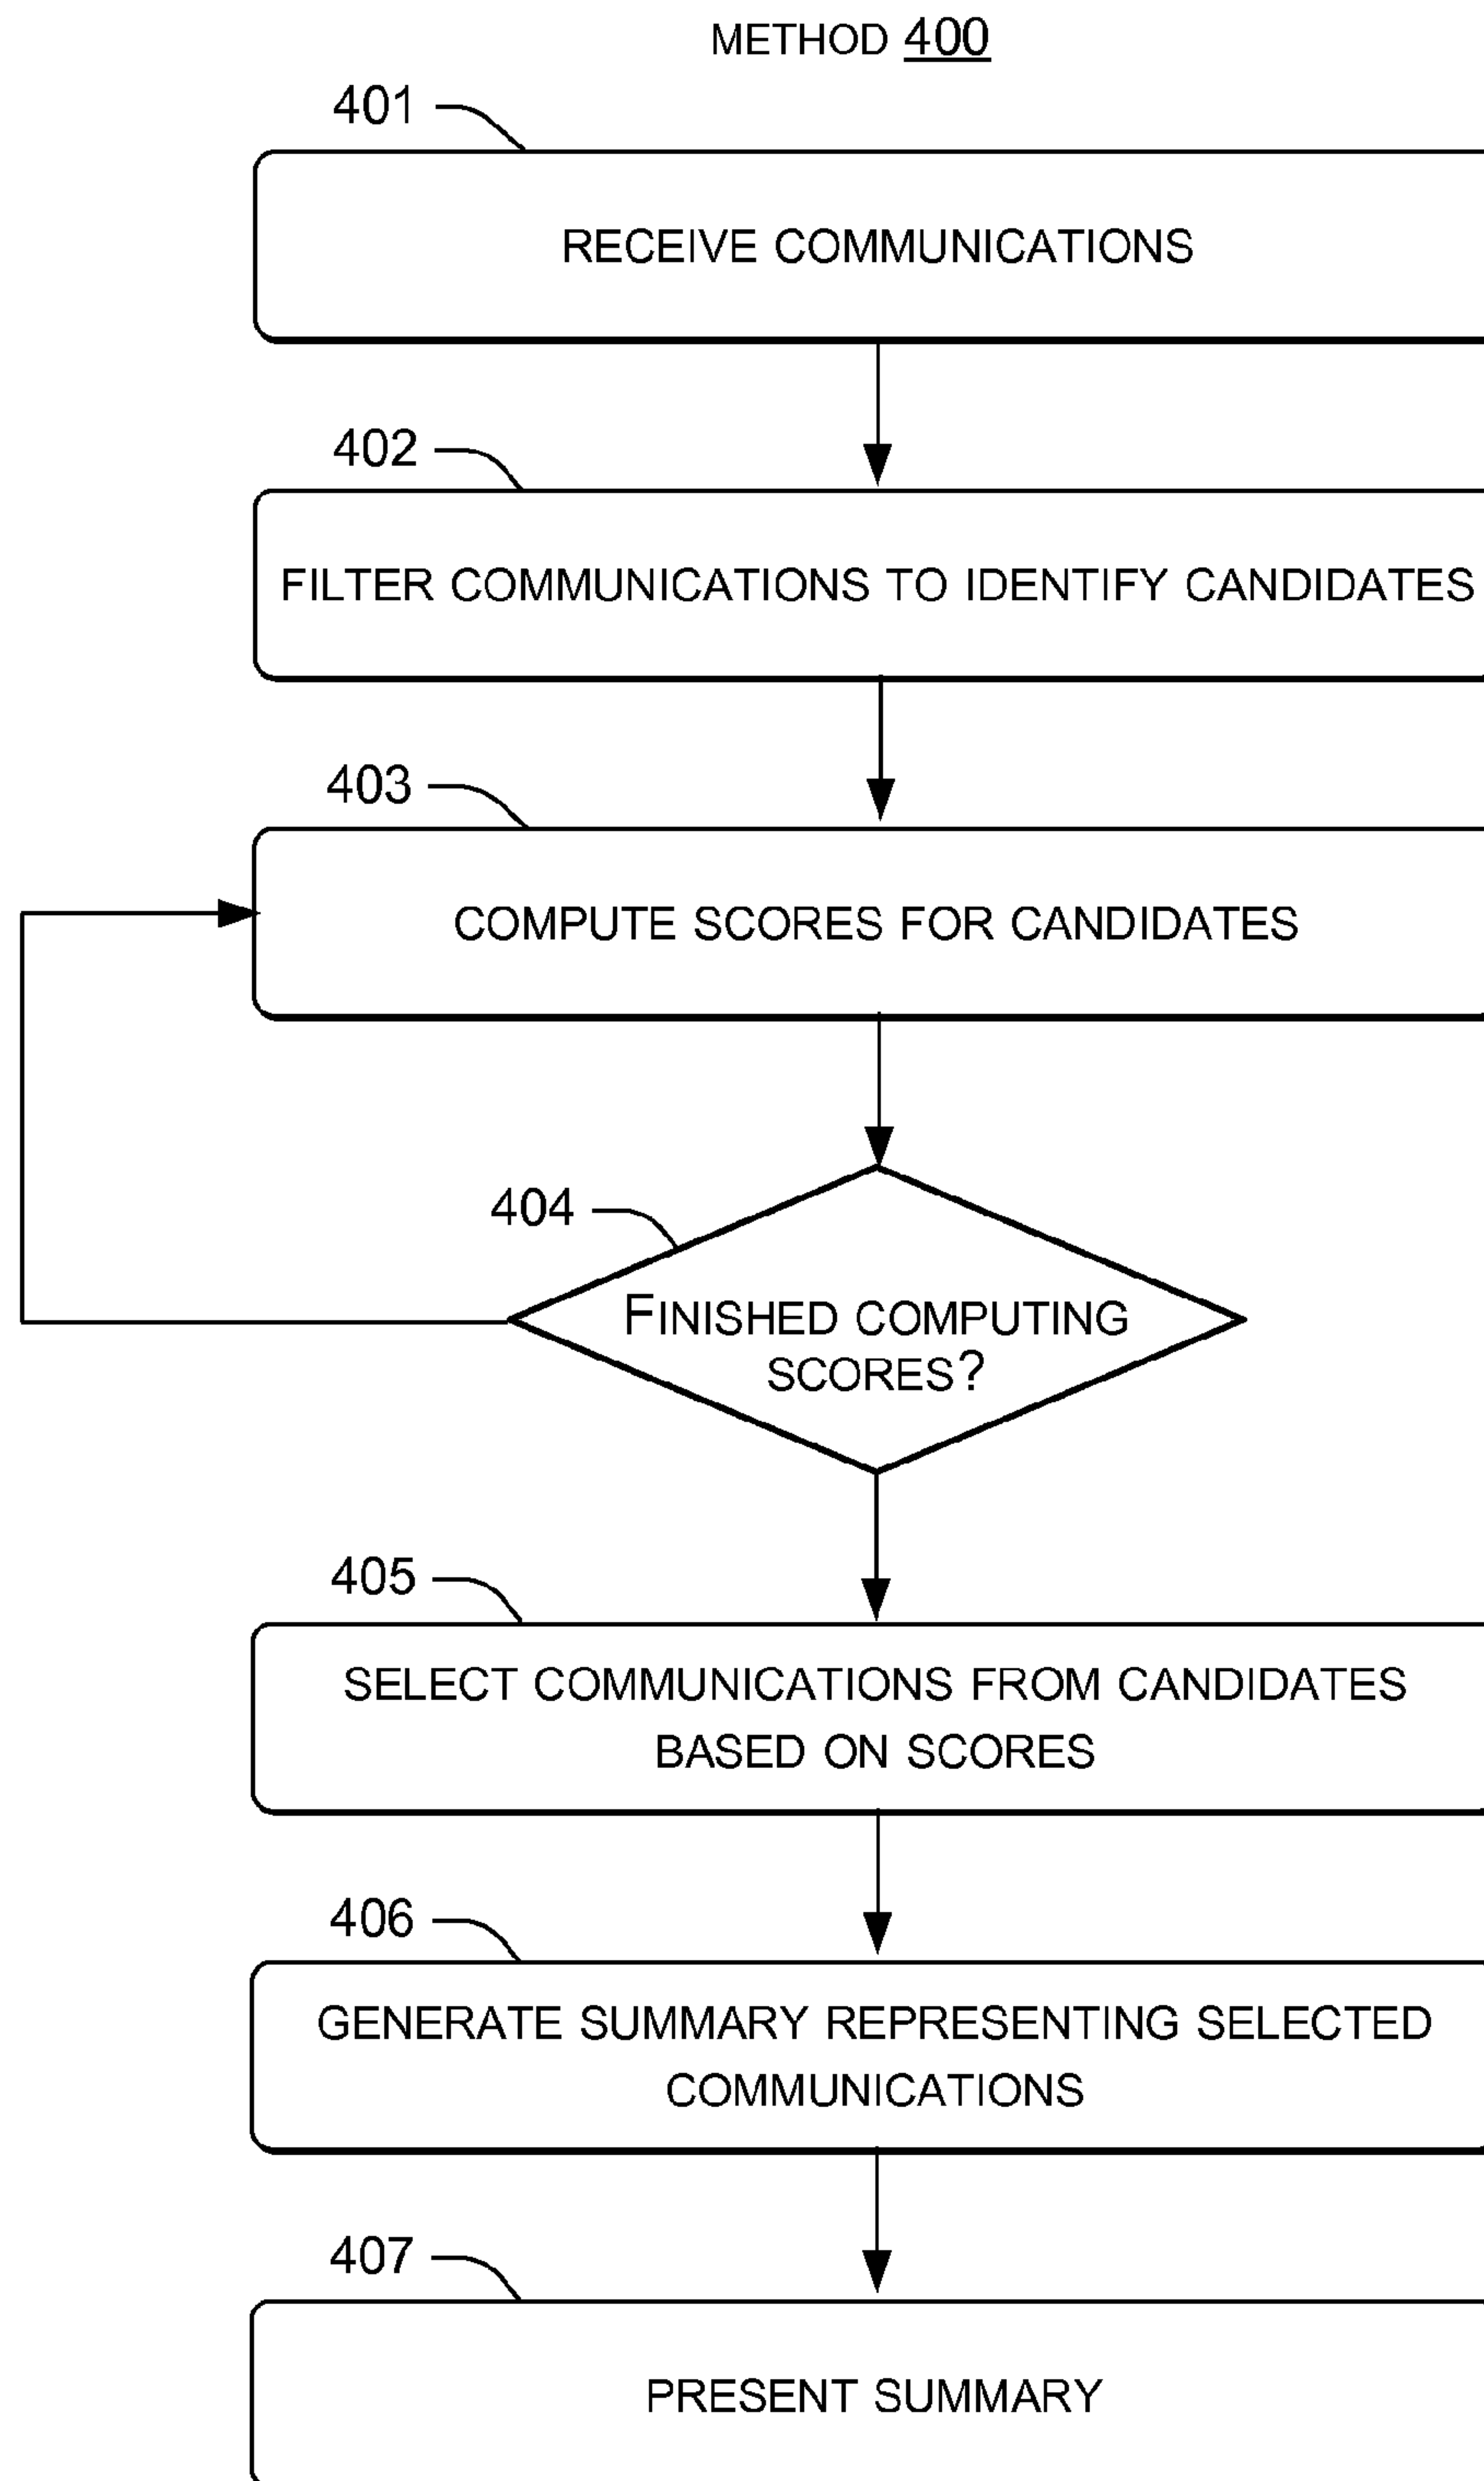 METHOD 400
401
RECEIVE COMMUNICATIONS
402
FILTER COMMUNICATIONS TO IDENTIFY CANDIDATES
403
COMPUTE SCORES FOR CANDIDATES
404
FINISHED COMPUTING
SCORES?
405
SELECT COMMUNICATIONS FROM CANDIDATES
BASED ON SCORES
406
GENERATE SUMMARY REPRESENTING SELECTED
COMMUNICATIONS
407
PRESENT SUMMARY